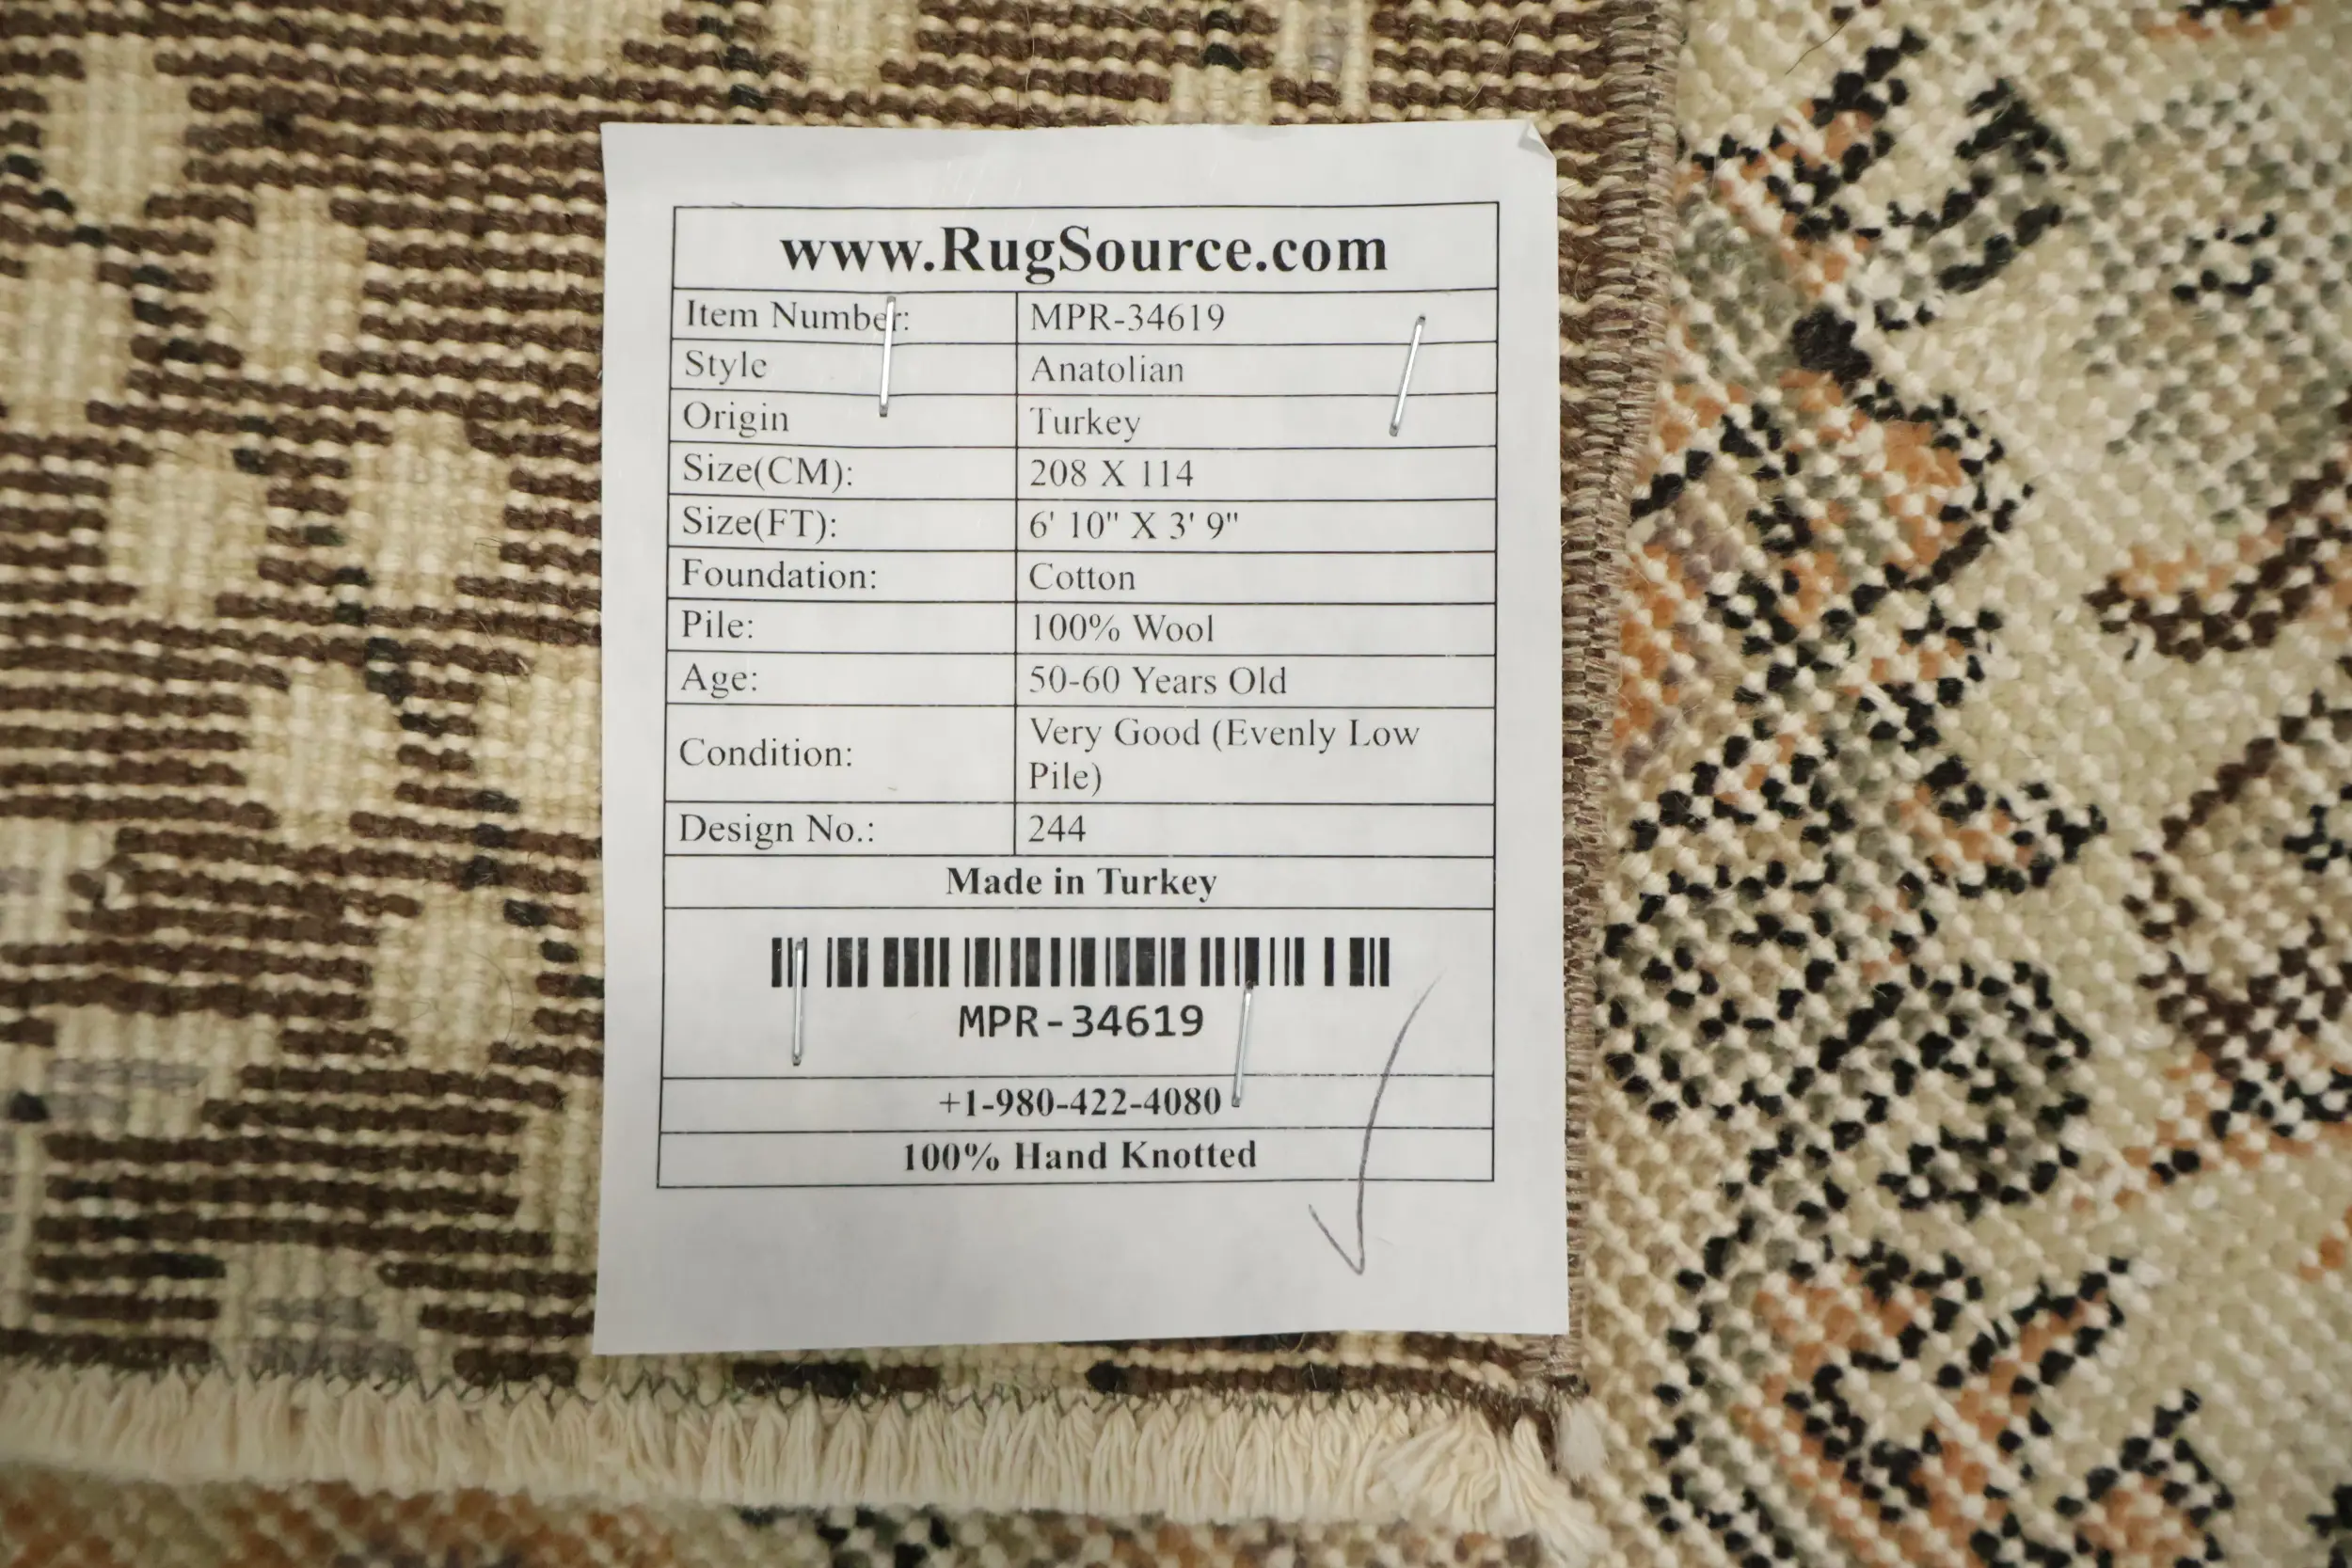 www.RugSource.com
Item Number: MPR-34619
Style Anatolian
Origin Turkey
Size(CM): 208 X 114
Size(FT): 6' 10" X 3' 9"
Foundation: Cotton
Pile: 100% Wool
Age: 50-60 Years Old
Condition: Very Good (Evenly Low
Pile)
Design No.: 244
Made in Turkey
MPR-34619
+1-980-422-4080
100% Hand Knotted